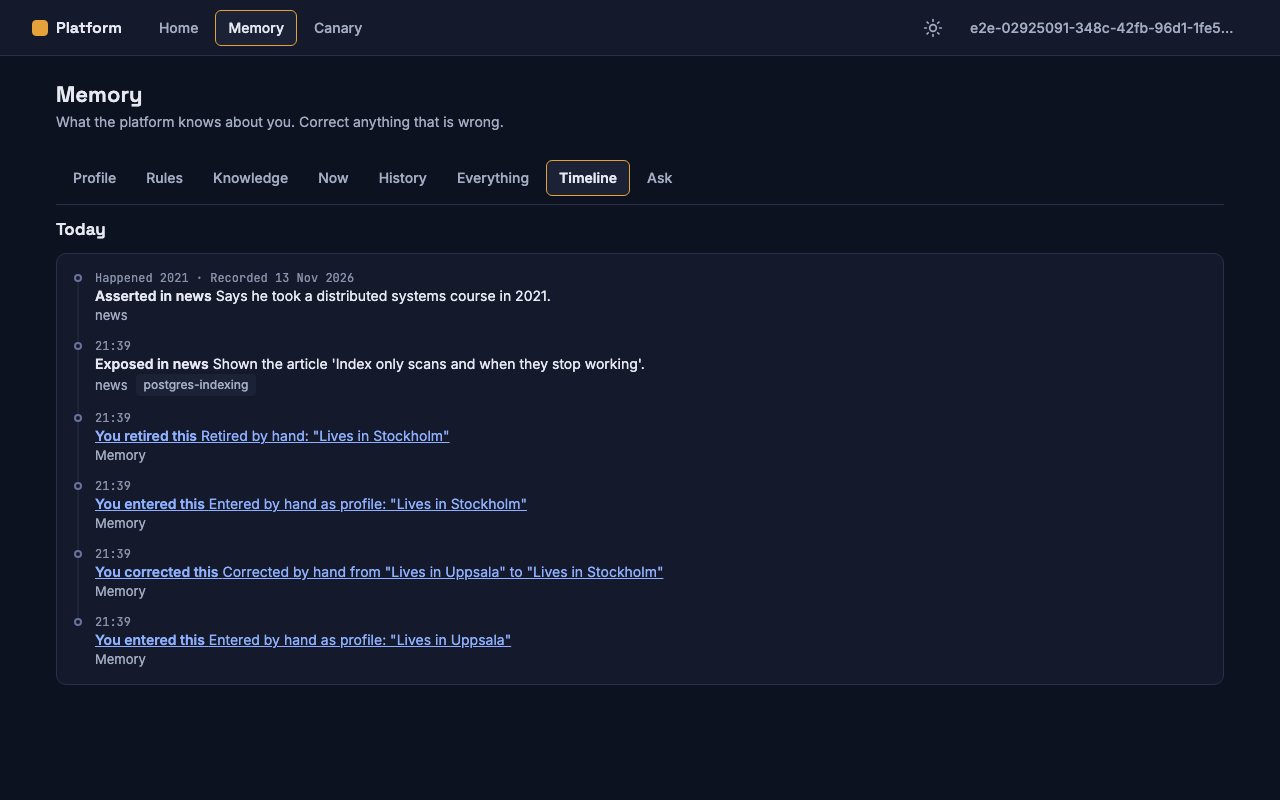 Platform
Home
Memory
Canary
e2e-02925091-348c-42fb-96d1-1fe5...
Memory
What the platform knows about you. Correct anything that is wrong.
Profile
Rules
Knowledge
Now
History
Everything
Timeline
Ask
Today
Happened 2021 · Recorded 13 Nov 2026
Asserted in news Says he took a distributed systems course in 2021.
news
21:39
Exposed in news Shown the article 'Index only scans and when they stop working'.
news postgres-indexing
21:39
You retired this Retired by hand: "Lives in Stockholm"
Memory
21:39
You entered this Entered by hand as profile: "Lives in Stockholm"
Memory
21:39
You corrected this Corrected by hand from "Lives in Uppsala" to "Lives in Stockholm"
Memory
21:39
You entered this Entered by hand as profile: "Lives in Uppsala"
Memory